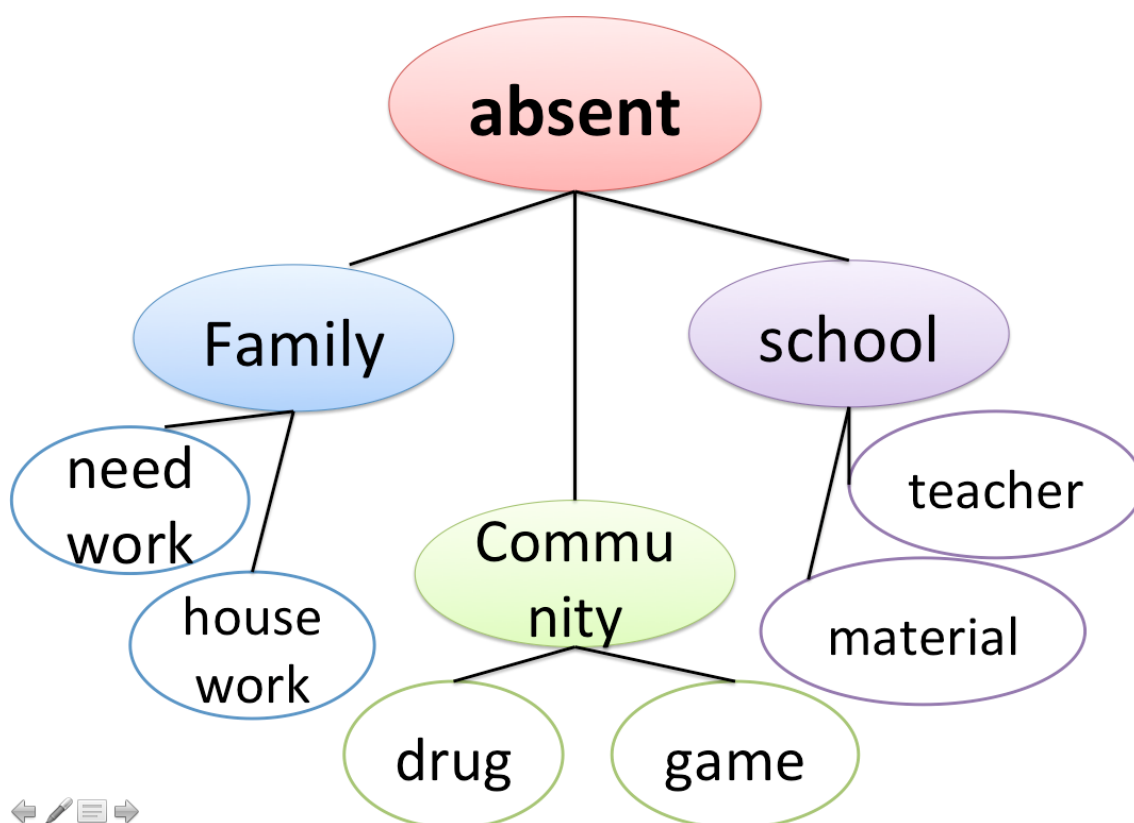 absent
Family
school
need
work
house
work
Commu
nity
teacher
material
drug
game